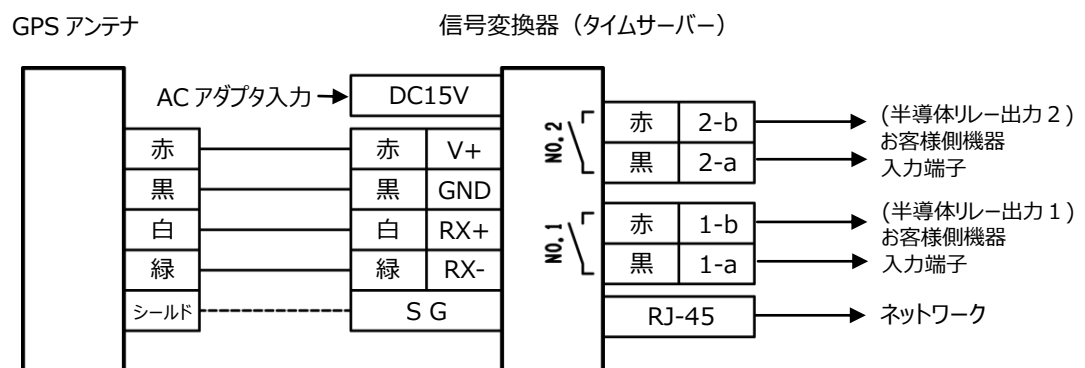 GPS アンテナ
信号変換器（タイムサーバー）
AC アダプタ入力
DC15V
赤
赤
V+
黒
黒
GND
白
白
RX+
緑
緑
RX-
シールド
S G
NO.2
赤
2-b
黒
2-a
(半導体リレー出力２)
お客様側機器
入力端子
NO.1
赤
1-b
黒
1-a
(半導体リレー出力１)
お客様側機器
入力端子
RJ-45
ネットワーク